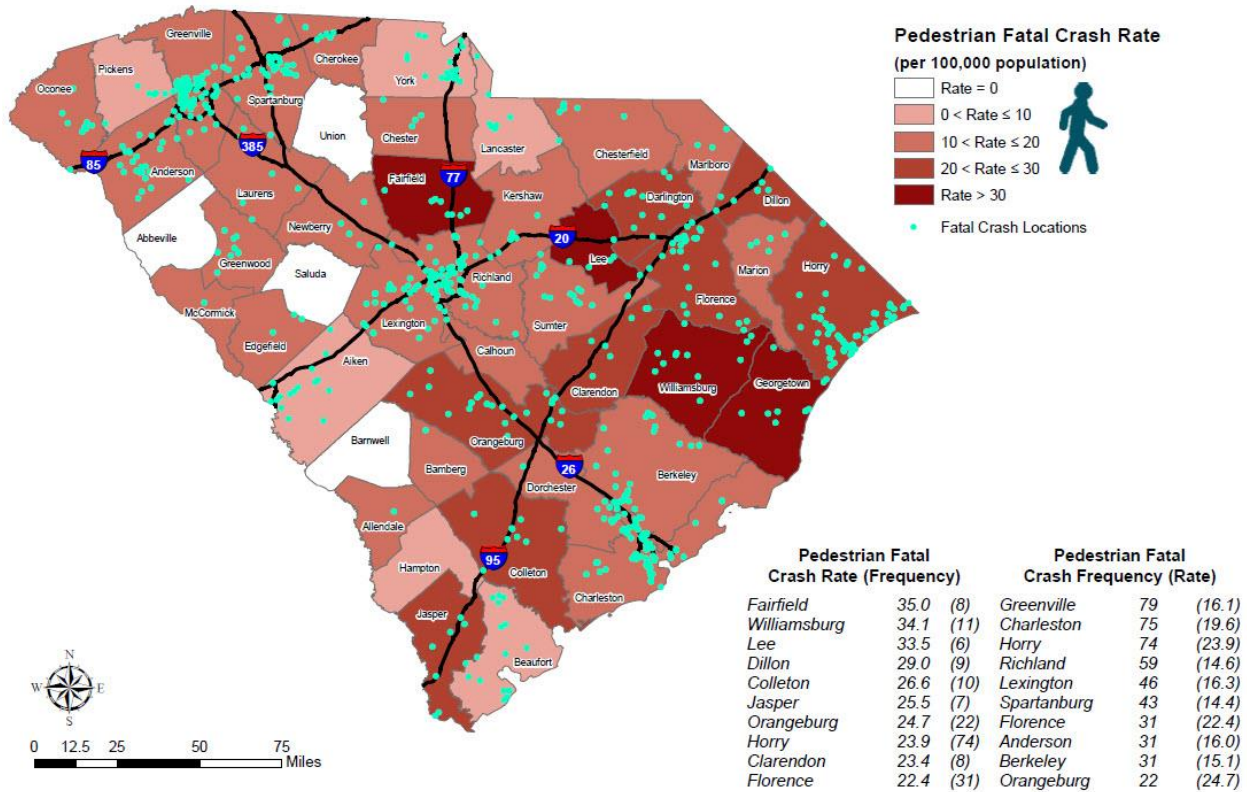 Pedestrian Fatal Crash Rate
(per 100,000 population)
Rate = 0
0 < Rate ≤ 10
10 < Rate ≤ 20
20 < Rate ≤ 30
Rate > 30
Fatal Crash Locations
Greenville
Cherokee
Pickens
York
Oconee
Spartanburg
Union
Chester
Lancaster
385
85
Chesterfield
Marlboro
Anderson
77
Fairfield
Laurens
Kershaw
Darlington
Dillon
Newberry
Abbeville
20
Lee
Greenwood
Saluda
Richland
Marion
Horry
Florence
McCormick
Lexington
Sumter
Edgefield
Calhoun
Aiken
Clarendon
Williamsburg
Georgetown
Barnwell
Orangeburg
26
Bamberg
Berkeley
Dorchester
Allendale
95
Hampton
Colleton
Charleston
Jasper
Beaufort
N
W E
S
0 12.5 25 50 75
Miles
Pedestrian Fatal
Crash Rate (Frequency)
Fairfield 35.0 (8)
Williamsburg 34.1 (11)
Lee 33.5 (6)
Dillon 29.0 (9)
Colleton 26.6 (10)
Jasper 25.5 (7)
Orangeburg 24.7 (22)
Horry 23.9 (74)
Clarendon 23.4 (8)
Florence 22.4 (31)
Pedestrian Fatal
Crash Frequency (Rate)
Greenville 79 (16.1)
Charleston 75 (19.6)
Horry 74 (23.9)
Richland 59 (14.6)
Lexington 46 (16.3)
Spartanburg 43 (14.4)
Florence 31 (22.4)
Anderson 31 (16.0)
Berkeley 31 (15.1)
Orangeburg 22 (24.7)